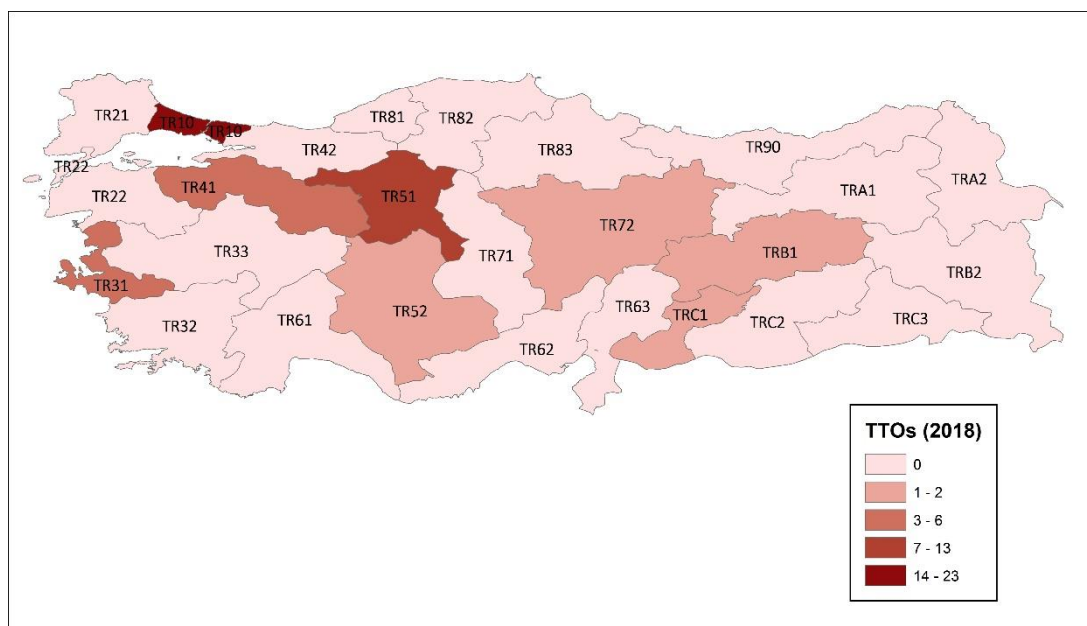 TR21
TR10
TR10
TR81
TR82
TR42
TR83
TR90
TR22
TR22
TR41
TR51
TRA1
TRA2
TR72
TR33
TR71
TRB1
TRB2
TR31
TR52
TR63
TRC1
TRC2
TRC3
TR32
TR61
TR62
TTOs (2018)
0
1 - 2
3 - 6
7 - 13
14 - 23